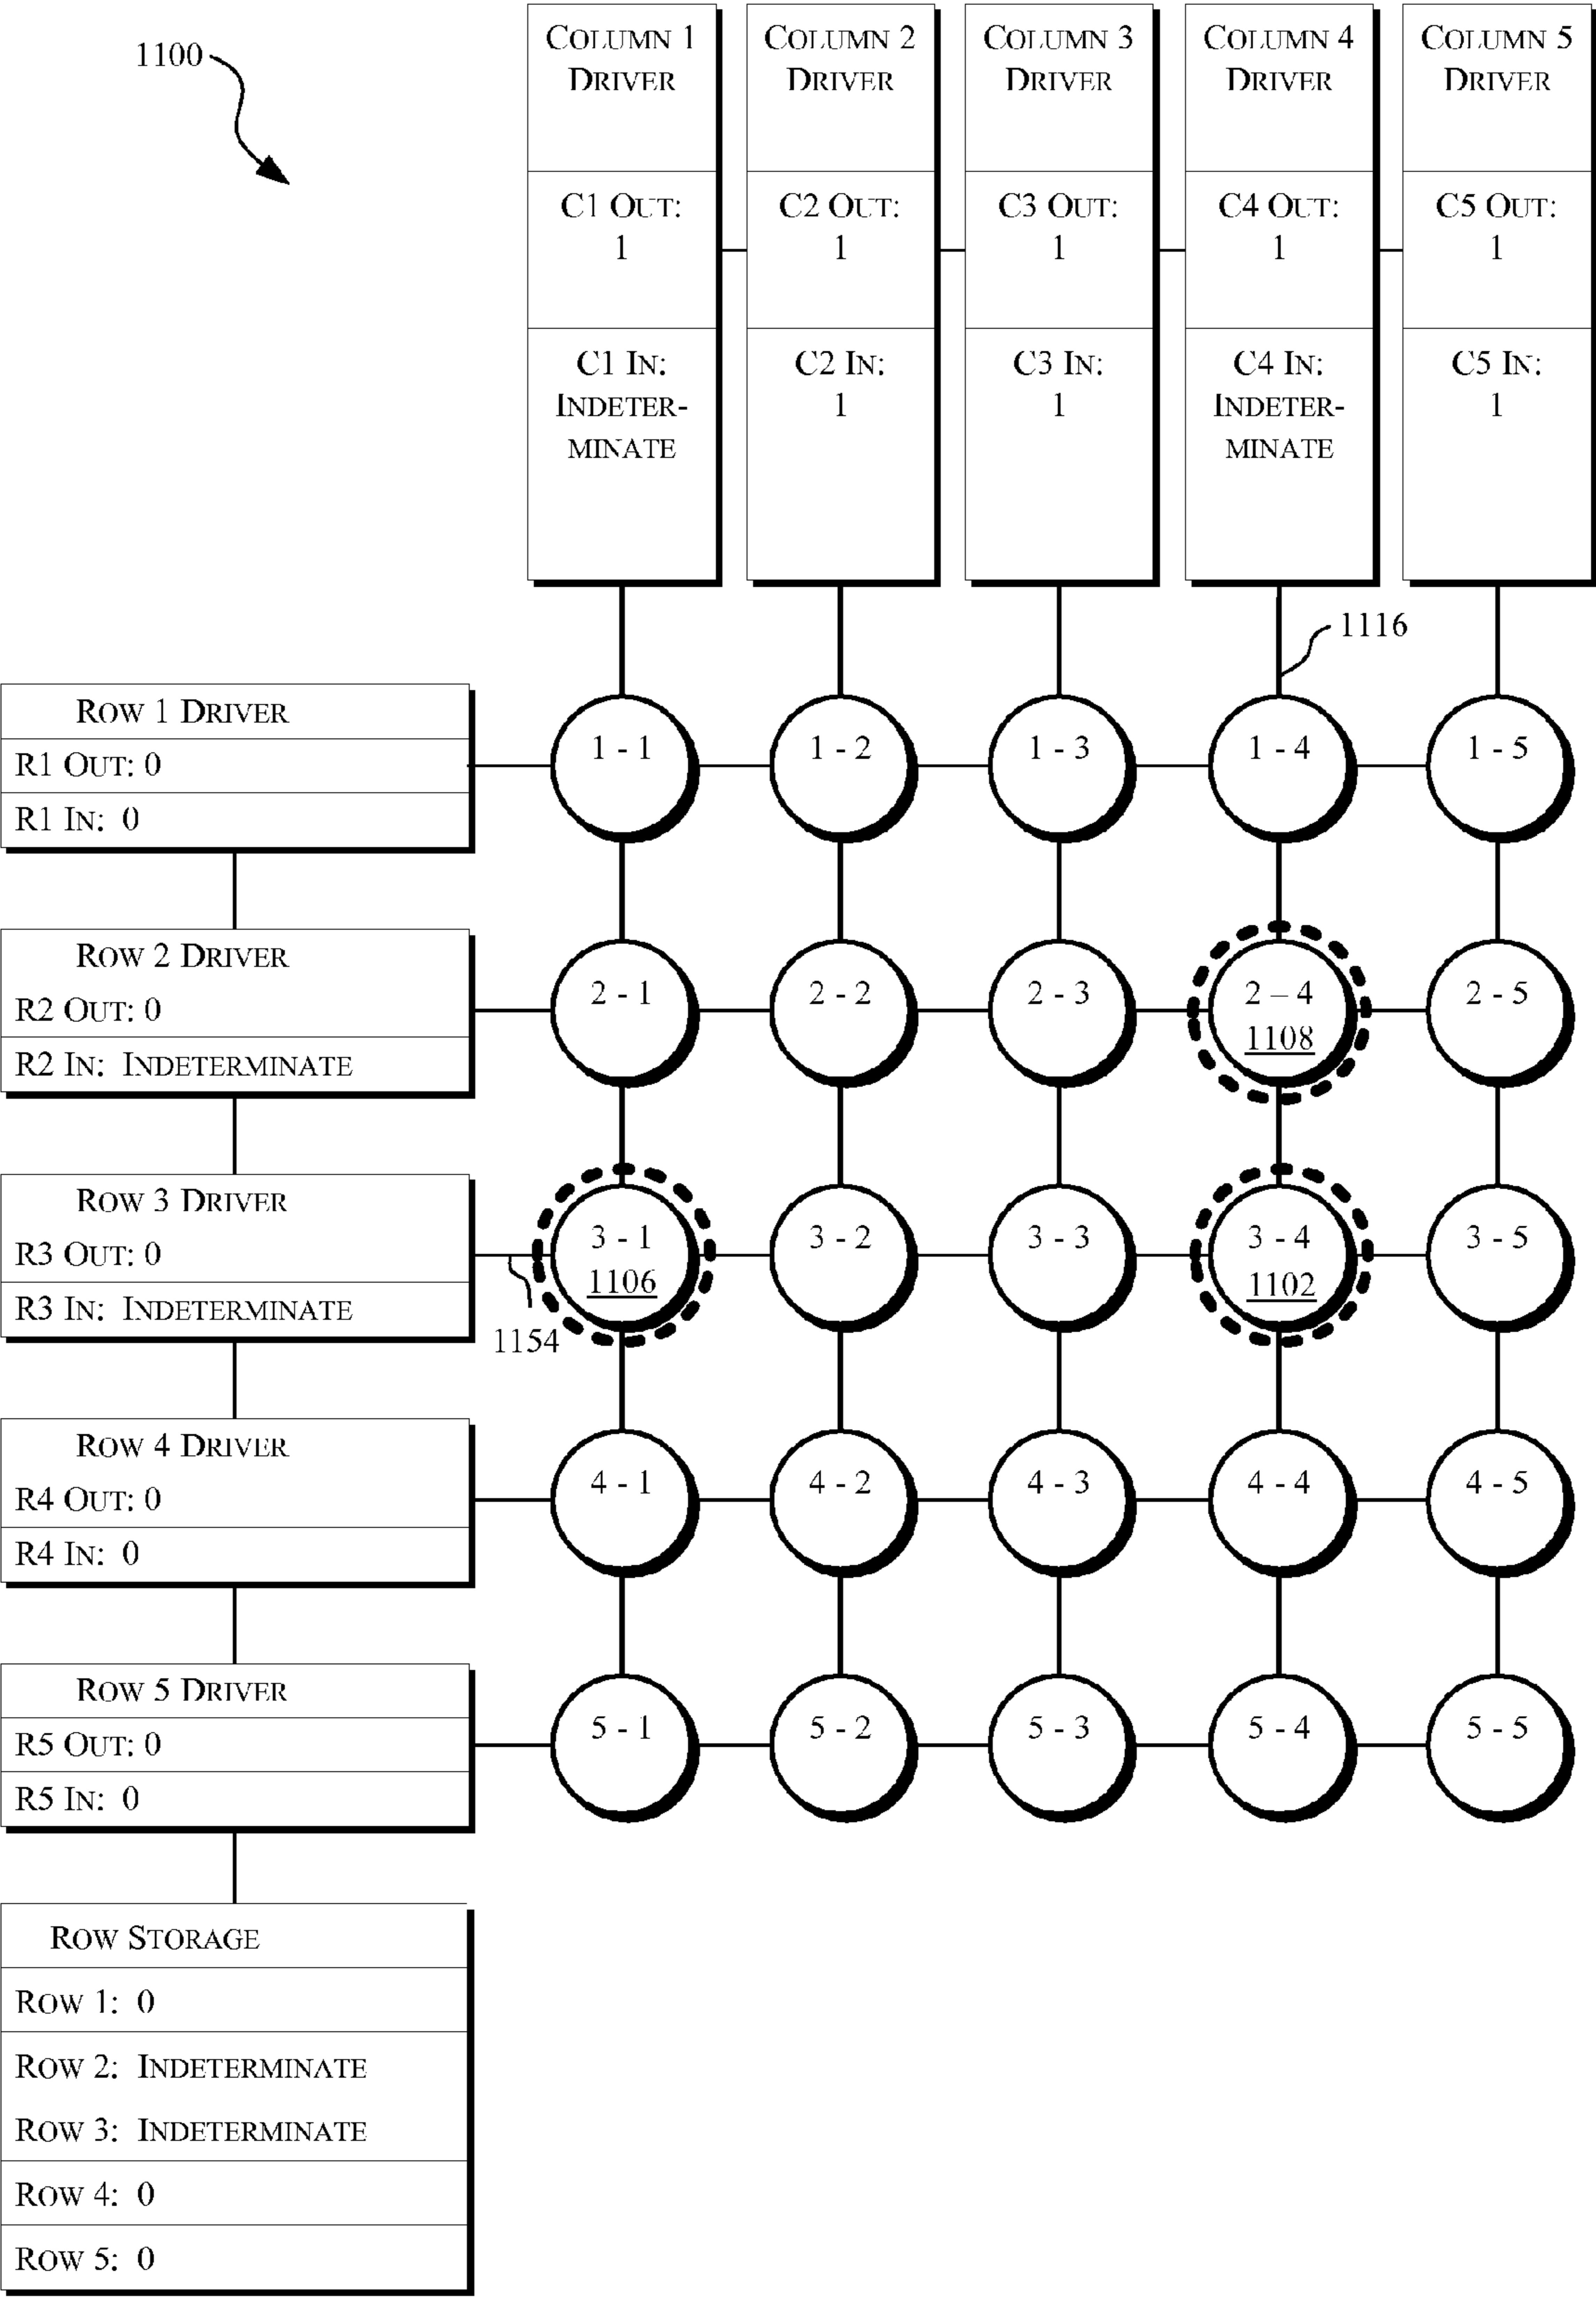 1100
COLUMN 1
DRIVER
C1 OUT:
1
C1 IN:
INDETER-
MINATE
COLUMN 2
DRIVER
C2 OUT:
1
C2 IN:
1
COLUMN 3
DRIVER
C3 OUT:
1
C3 IN:
1
COLUMN 4
DRIVER
C4 OUT:
1
C4 IN:
INDETER-
MINATE
COLUMN 5
DRIVER
C5 OUT:
1
C5 IN:
1
1116
ROW 1 DRIVER
R1 OUT: 0
R1 IN: 0
1 - 1
1 - 2
1 - 3
1 - 4
1 - 5
ROW 2 DRIVER
R2 OUT: 0
R2 IN: INDETERMINATE
2 - 1
2 - 2
2 - 3
2 – 4
1108
2 - 5
ROW 3 DRIVER
R3 OUT: 0
R3 IN: INDETERMINATE
1154
3 - 1
1106
3 - 2
3 - 3
3 - 4
1102
3 - 5
ROW 4 DRIVER
R4 OUT: 0
R4 IN: 0
4 - 1
4 - 2
4 - 3
4 - 4
4 - 5
ROW 5 DRIVER
R5 OUT: 0
R5 IN: 0
5 - 1
5 - 2
5 - 3
5 - 4
5 - 5
ROW STORAGE
ROW 1: 0
ROW 2: INDETERMINATE
ROW 3: INDETERMINATE
ROW 4: 0
ROW 5: 0